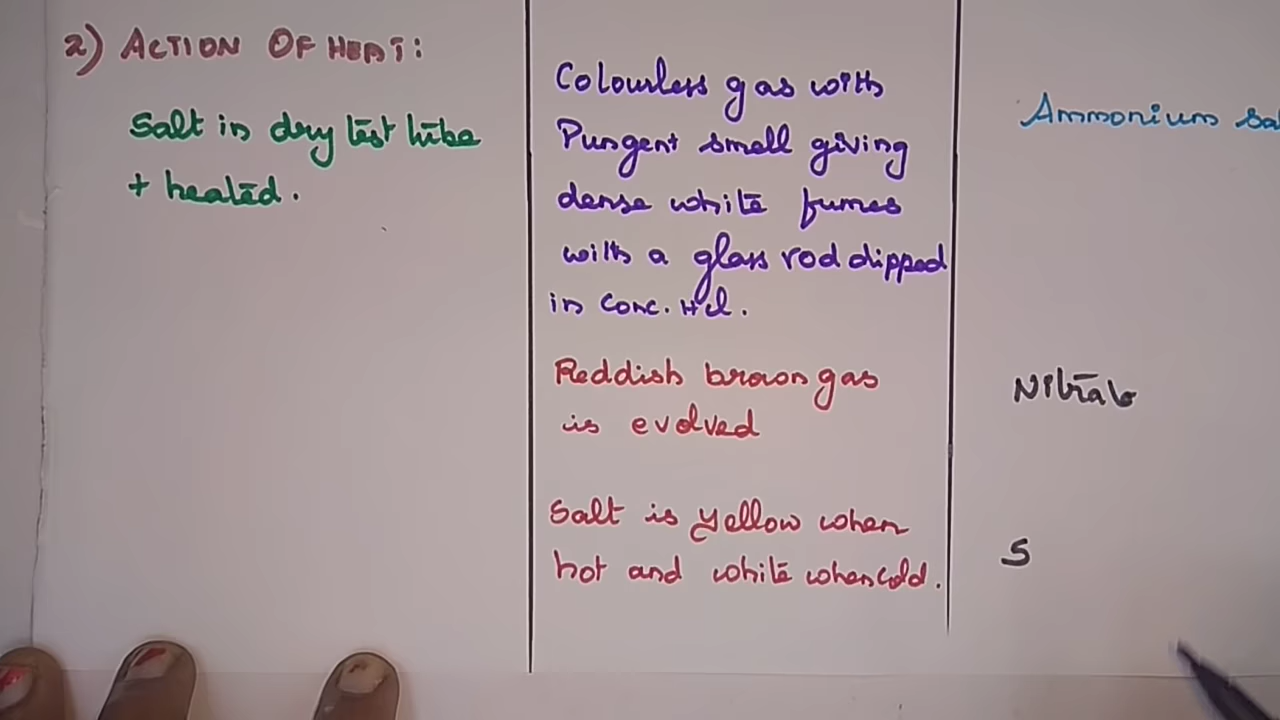 2) ACTION OF HEAT:
Salt in dry test tube
+ heated.
Colourless gas with
Pungent small giving
dense white fumes
with a glass rod dipped
in conc. HCl.
Reddish brown gas
is evolved
Salt is yellow when
hot and white when cold.
Ammonium sal
Nitrate
S